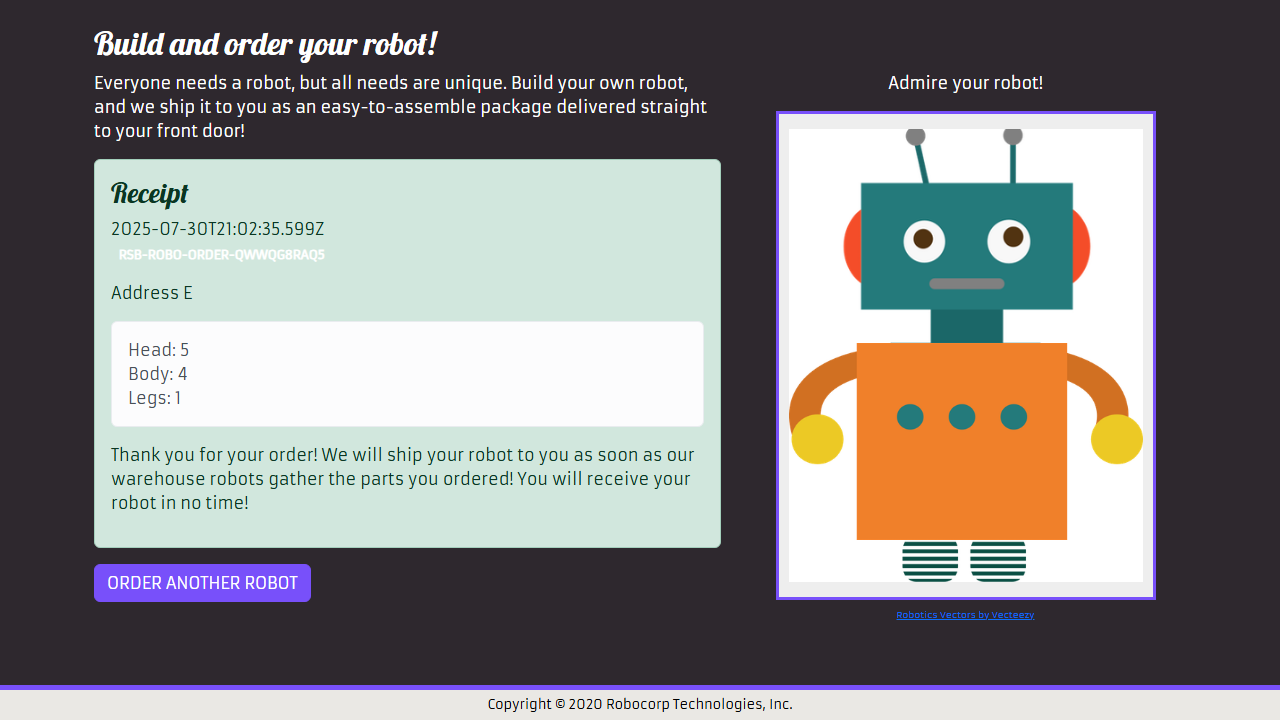 Build and order your robot!
Everyone needs a robot, but all needs are unique. Build your own robot,
and we ship it to you as an easy-to-assemble package delivered straight
to your front door!
Receipt
2025-07-30T21:02:35.599Z
RSB-ROBO-ORDER-QWWQG8RAQ5
Address E
Head: 5
Body: 4
Legs: 1
Thank you for your order! We will ship your robot to you as soon as our
warehouse robots gather the parts you ordered! You will receive your
robot in no time!
ORDER ANOTHER ROBOT
Admire your robot!
Robotics Vectors by Vecteezy
Copyright © 2020 Robocorp Technologies, Inc.